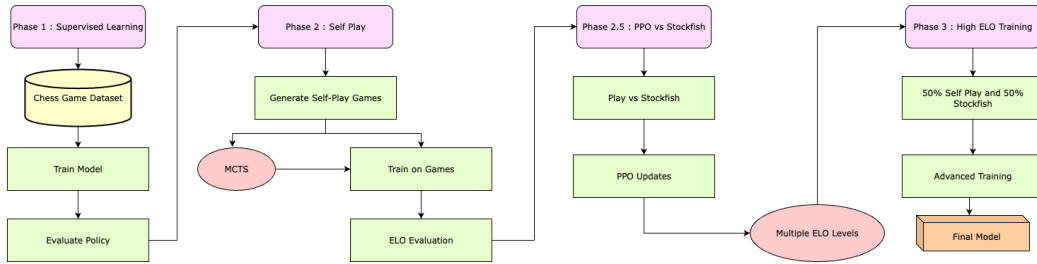 Phase 1 : Supervised Learning
Chess Game Dataset
Train Model
Evaluate Policy
Phase 2 : Self Play
Generate Self-Play Games
MCTS
Train on Games
ELO Evaluation
Phase 2.5 : PPO vs Stockfish
Play vs Stockfish
PPO Updates
Multiple ELO Levels
Phase 3 : High ELO Training
50% Self Play and 50%
Stockfish
Advanced Training
Final Model